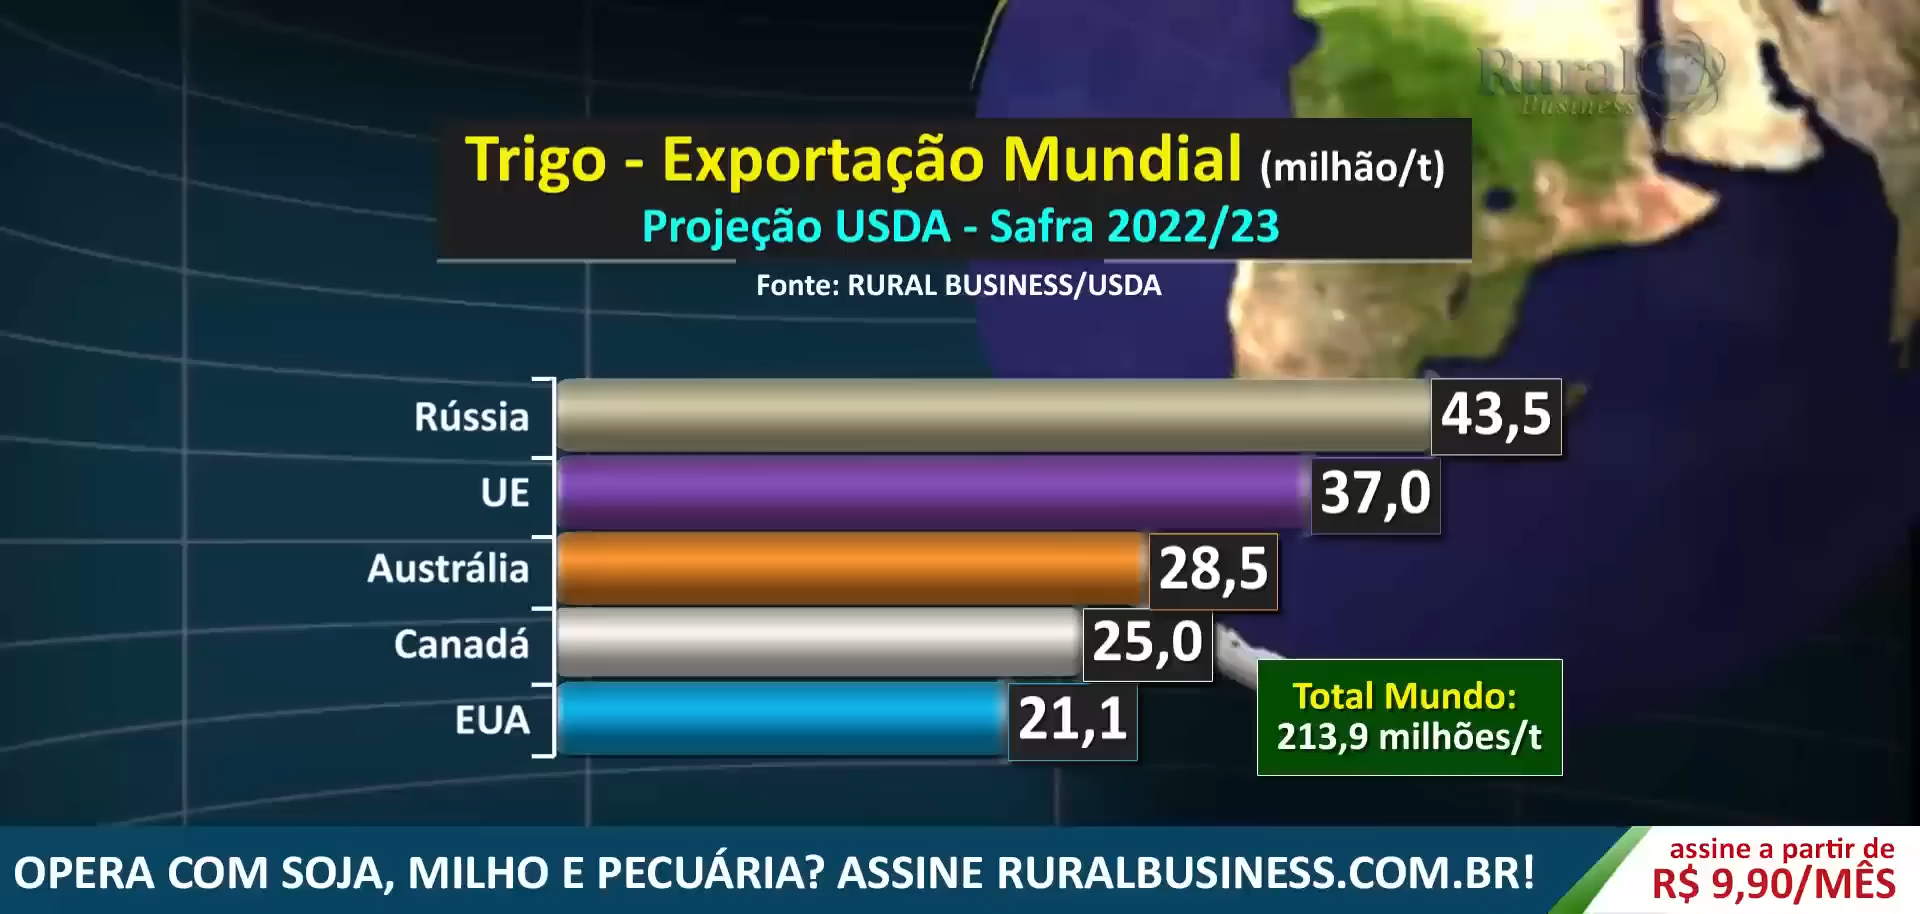 Rural
Business
Trigo - Exportação Mundial (milhão/t)
Projeção USDA - Safra 2022/23
Fonte: RURAL BUSINESS/USDA
Rússia 43,5
UE 37,0
Austrália 28,5
Canadá 25,0
EUA 21,1
Total Mundo:
213,9 milhões/t
OPERA COM SOJA, MILHO E PECUÁRIA? ASSINE RURALBUSINESS.COM.BR!
assine a partir de
R$ 9,90/MÊS